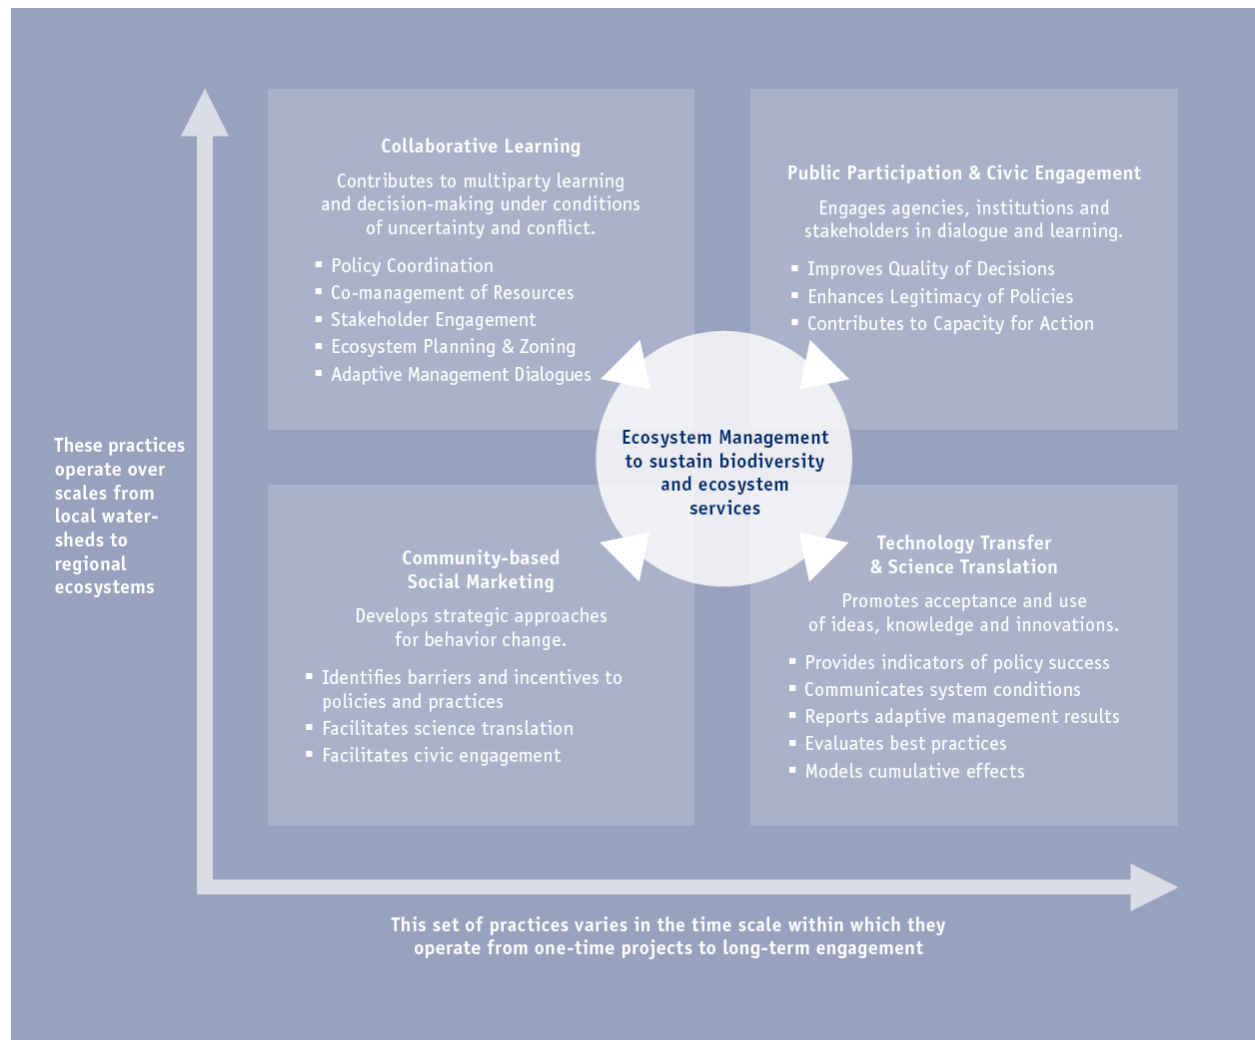 Collaborative Learning
Contributes to multiparty learning
and decision-making under conditions
of uncertainty and conflict.
▪ Policy Coordination
▪ Co-management of Resources
▪ Stakeholder Engagement
▪ Ecosystem Planning & Zoning
▪ Adaptive Management Dialogues
Public Participation & Civic Engagement
Engages agencies, institutions and
stakeholders in dialogue and learning.
▪ Improves Quality of Decisions
▪ Enhances Legitimacy of Policies
▪ Contributes to Capacity for Action
Ecosystem Management
to sustain biodiversity
and ecosystem
services
These practices
operate over
scales from
local water-
sheds to
regional
ecosystems
Community-based
Social Marketing
Develops strategic approaches
for behavior change.
▪ Identifies barriers and incentives to
policies and practices
▪ Facilitates science translation
▪ Facilitates civic engagement
Technology Transfer
& Science Translation
Promotes acceptance and use
of ideas, knowledge and innovations.
▪ Provides indicators of policy success
▪ Communicates system conditions
▪ Reports adaptive management results
▪ Evaluates best practices
▪ Models cumulative effects
This set of practices varies in the time scale within which they
operate from one-time projects to long-term engagement